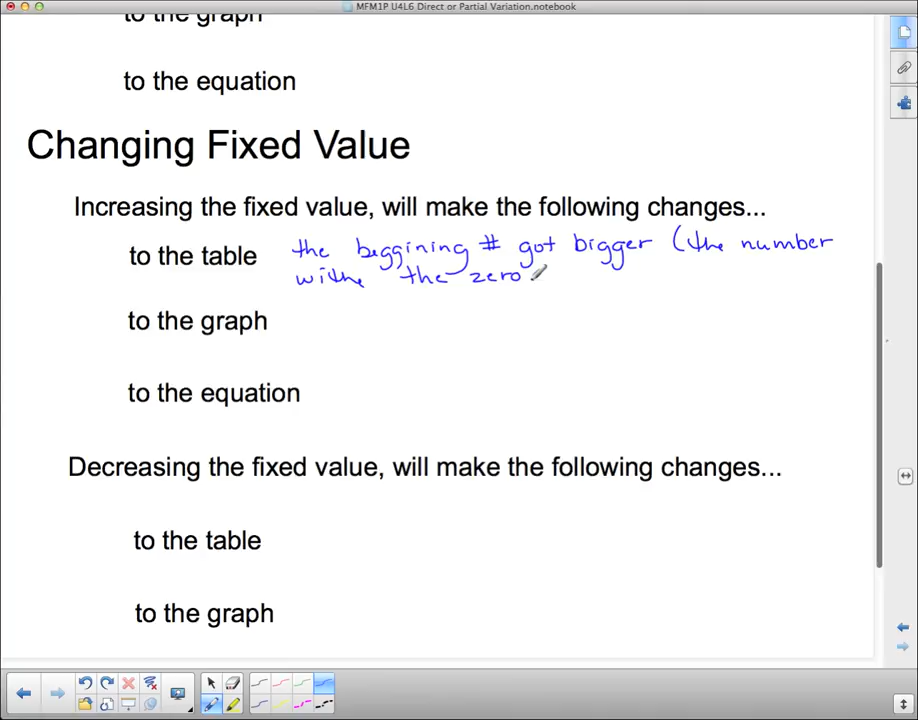 MFM1P U4L6 Direct or Partial Variation.notebook
to the graph
to the equation
Changing Fixed Value
Increasing the fixed value, will make the following changes...
to the table the beggining # got bigger (the number
withe the zero
to the graph
to the equation
Decreasing the fixed value, will make the following changes...
to the table
to the graph